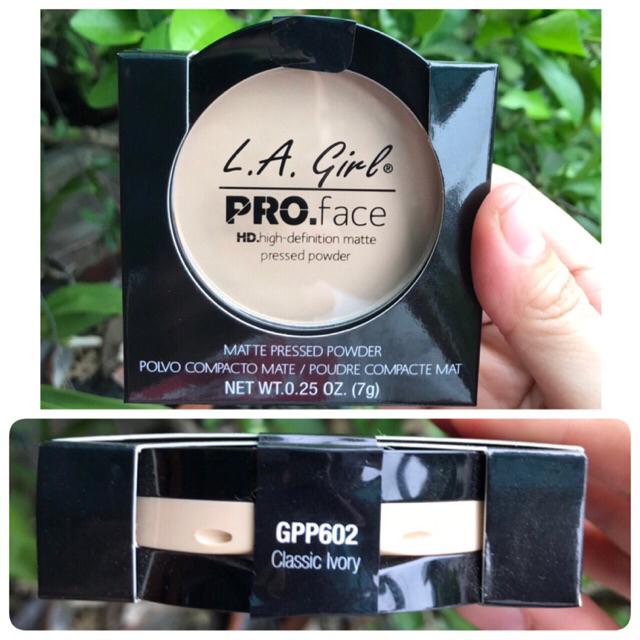 L.A. Girl®
PRO.face
HD.high-definition matte
pressed powder
MATTE PRESSED POWDER
POLVO COMPACTO MATE / POUDRE COMPACTE MAT
NET WT.0.25 OZ. (7g)
GPP602
Classic Ivory